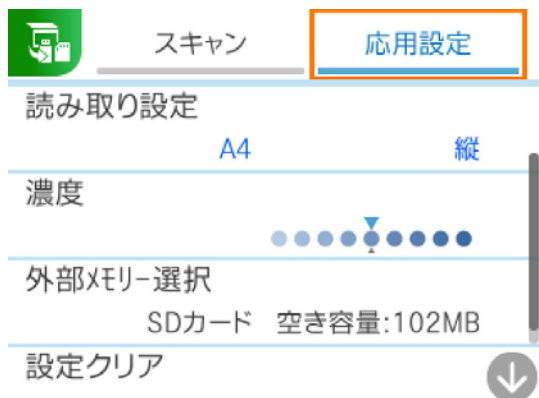 スキャン 応用設定
読み取り設定
A4 縦
濃度
外部メモリー選択
SDカード 空き容量:102MB
設定クリア